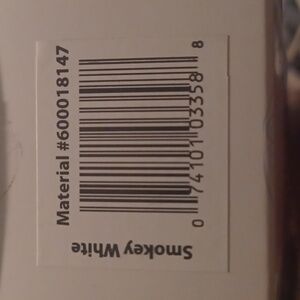 Material #600018147
0 74101 03358 8
Smokey White